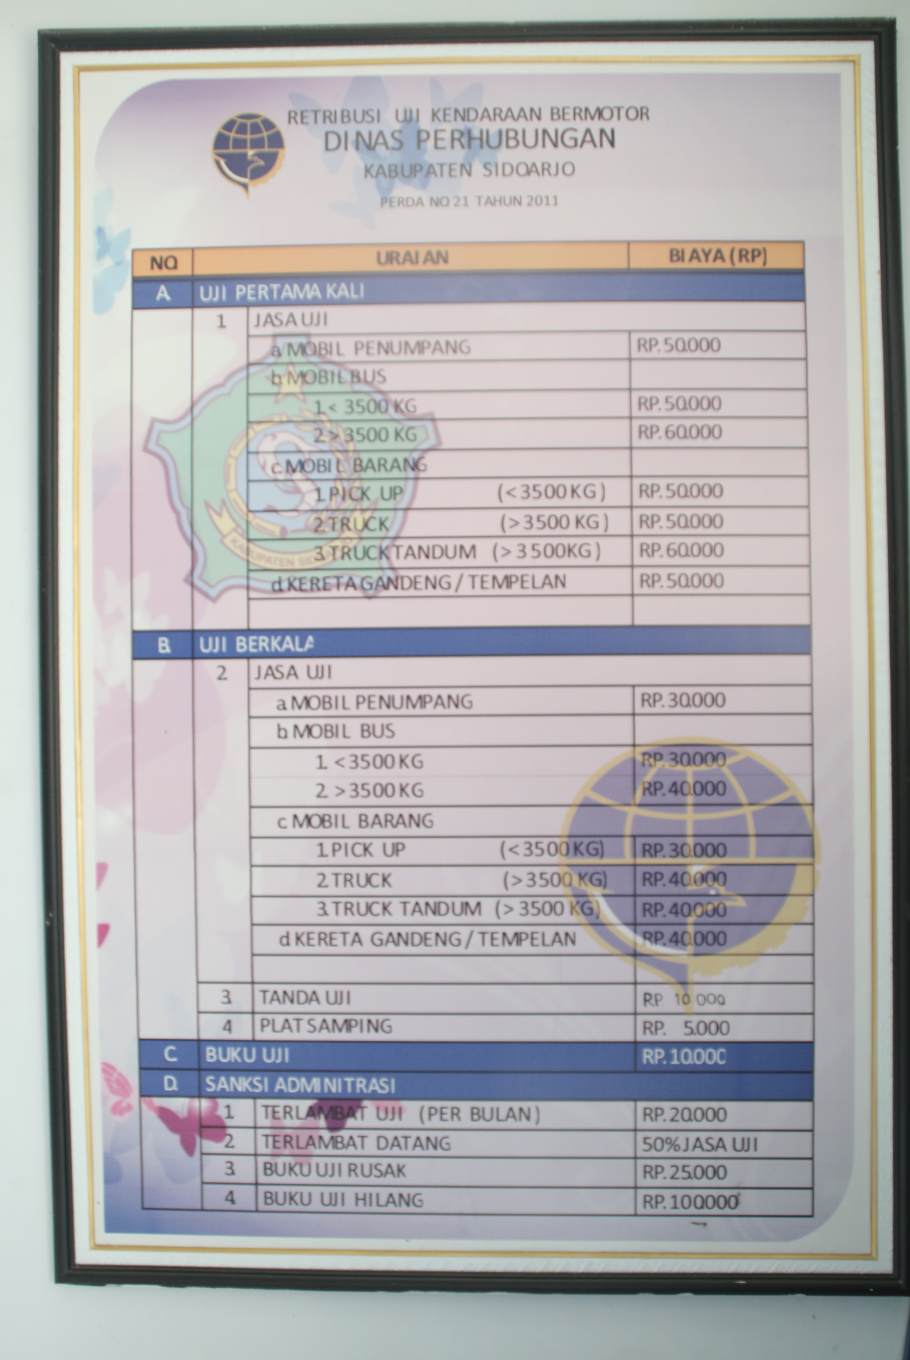 RETRIBUSI UJI KENDARAAN BERMOTOR
DINAS PERHUBUNGAN
KABUPATEN SIDOARJO
PERDA NO 21 TAHUN 2011
NO URAIAN BIAYA (RP)
A. UJI PERTAMA KALI
1 JASA UJI
a. MOBIL PENUMPANG RP. 50.000
b. MOBIL BUS
1. < 3500 KG RP. 50.000
2. > 3500 KG RP. 60.000
c. MOBIL BARANG
1. PICK UP (< 3500 KG ) RP. 50.000
2. TRUCK (> 3500 KG ) RP. 50.000
3. TRUCK TANDUM (> 3500KG ) RP. 60.000
d. KERETA GANDENG / TEMPELAN RP. 50.000
KABUPATEN SIDOARJO
B. UJI BERKALA
2 JASA UJI
a. MOBIL PENUMPANG RP. 30.000
b. MOBIL BUS
1. < 3500 KG RP. 30.000
2. > 3500 KG RP. 40.000
c. MOBIL BARANG
1. PICK UP (< 3500 KG) RP. 30.000
2. TRUCK (> 3500 KG) RP. 40.000
3. TRUCK TANDUM (> 3500 KG) RP. 40.000
d. KERETA GANDENG / TEMPELAN RP. 40.000
3. TANDA UJI RP. 10.000
4. PLAT SAMPING RP. 5.000
C. BUKU UJI RP. 10.000
D. SANKSI ADMINITRASI
1. TERLAMBAT UJI (PER BULAN ) RP. 20.000
2 TERLAMBAT DATANG 50% JASA UJI
3. BUKU UJI RUSAK RP. 25.000
4. BUKU UJI HILANG RP. 100.000